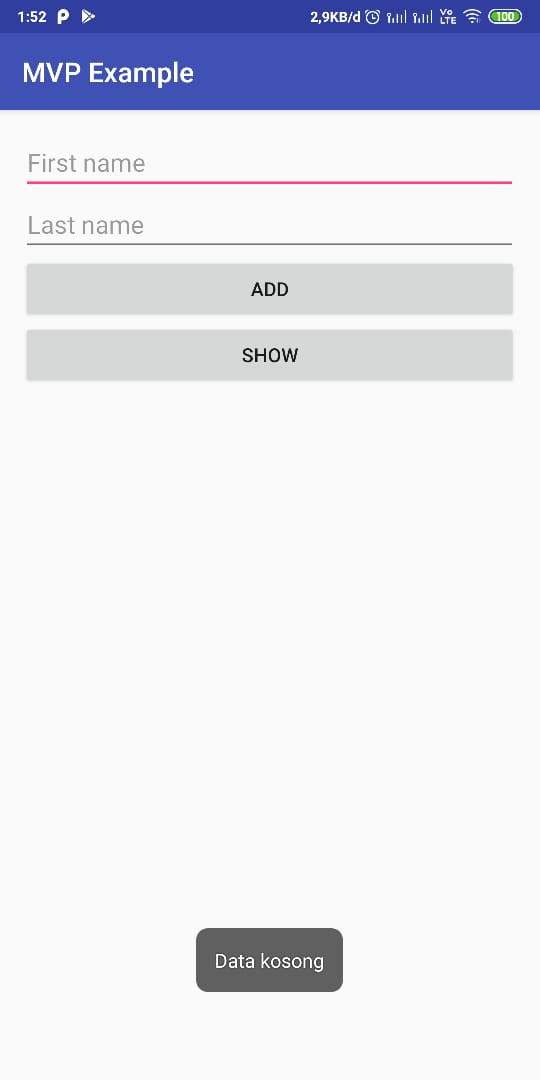 1:52
2,9KB/d
Vo
LTE
100
MVP Example
First name
Last name
ADD
SHOW
Data kosong